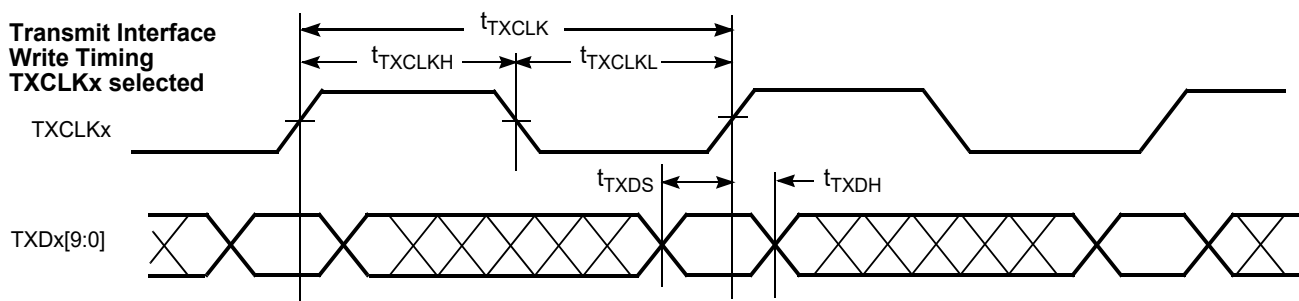 Transmit Interface
Write Timing
TXCLKx selected
tTXCLK
tTXCLKH
tTXCLKL
TXCLKx
tTXDS
tTXDH
TXDx[9:0]